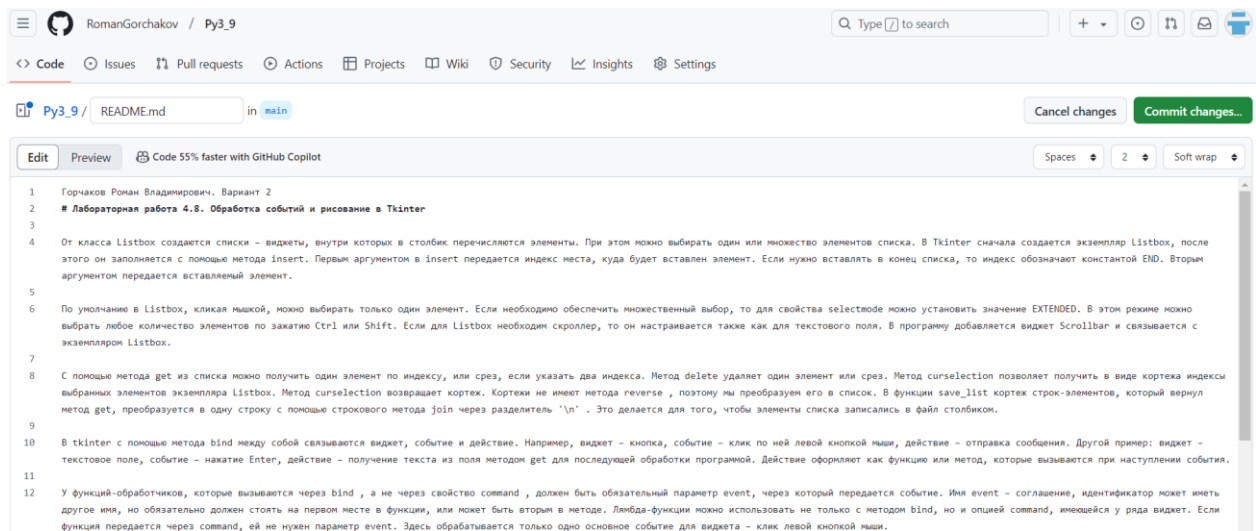 RomanGorchakov / Py3_9
Type / to search
<> Code Issues Pull requests Actions Projects Wiki Security Insights Settings
Py3_9 / README.md in main
Cancel changes Commit changes...
Edit Preview Code 55% faster with GitHub Copilot
Spaces 2 Soft wrap
1 Горчаков Роман Владимирович. Вариант 2
2 # Лабораторная работа 4.8. Обработка событий и рисование в Tkinter
3
4 От класса Listbox создаются списки – виджеты, внутри которых в столбик перечисляются элементы. При этом можно выбирать один или множество элементов списка. В Tkinter сначала создается экземпляр Listbox, после
этого он заполняется с помощью метода insert. Первым аргументом в insert передается индекс места, куда будет вставлен элемент. Если нужно вставлять в конец списка, то индекс обозначают константой END. Вторым
аргументом передается вставляемый элемент.
5
6 По умолчанию в Listbox, кликая мышкой, можно выбирать только один элемент. Если необходимо обеспечить множественный выбор, то для свойства selectmode можно установить значение EXTENDED. В этом режиме можно
выбрать любое количество элементов по зажатию Ctrl или Shift. Если для Listbox необходим скроллер, то он настраивается также как для текстового поля. В программу добавляется виджет Scrollbar и связывается с
экземпляром Listbox.
7
8 С помощью метода get из списка можно получить один элемент по индексу, или срез, если указать два индекса. Метод delete удаляет один элемент или срез. Метод curselection позволяет получить в виде кортежа индексы
выбранных элементов экземпляра Listbox. Метод curselection возвращает кортеж. Кортежи не имеют метода reverse , поэтому мы преобразуем его в список. В функции save_list кортеж строк-элементов, который вернул
метод get, преобразуется в одну строку с помощью строкового метода join через разделитель '\n' . Это делается для того, чтобы элементы списка записались в файл столбиком.
9
10 В tkinter с помощью метода bind между собой связываются виджет, событие и действие. Например, виджет – кнопка, событие – клик по ней левой кнопкой мыши, действие – отправка сообщения. Другой пример: виджет –
текстовое поле, событие – нажатие Enter, действие – получение текста из поля методом get для последующей обработки программой. Действие оформляют как функцию или метод, которые вызываются при наступлении события.
11
12 У функций-обработчиков, которые вызываются через bind , а не через свойство command , должен быть обязательный параметр event, через который передается событие. Имя event – соглашение, идентификатор может иметь
другое имя, но обязательно должен стоять на первом месте в функции, или может быть вторым в методе. Лямбда-функции можно использовать не только с методом bind, но и опцией command, имеющейся у ряда виджет. Если
функция передается через command, ей не нужен параметр event. Здесь обрабатывается только одно основное событие для виджета – клик левой кнопкой мыши.